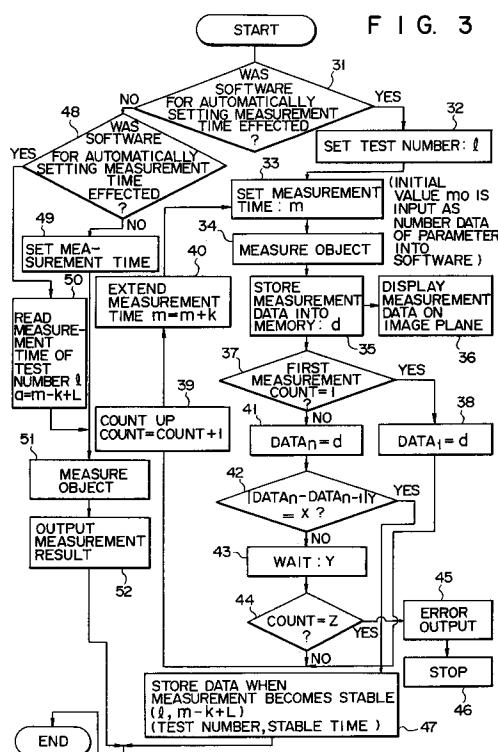 FIG. 3
START
31
WAS
SOFTWARE
FOR AUTOMATICALLY
SETTING MEASUREMENT
TIME EFFECTED
?
NO
YES
48
WAS
SOFTWARE
FOR AUTOMATICALLY
SETTING MEASUREMENT
TIME
EFFECTED
?
YES
NO
32
SET TEST NUMBER: ℓ
33
SET MEASUREMENT
TIME: m
(INITIAL
VALUE m0 IS
INPUT AS
NUMBER DATA
OF PARAMETER
INTO
SOFTWARE)
34
MEASURE OBJECT
49
SET MEA-
SUREMENT TIME
40
EXTEND
MEASUREMENT
TIME m=m+k
STORE
MEASUREMENT
DATA INTO
MEMORY: d
35
DISPLAY
MEASUREMENT
DATA ON
IMAGE PLANE
36
50
READ
MEASURE-
MENT
TIME OF
TEST
NUMBER ℓ
a=m-k+L
37
FIRST
MEASUREMENT
COUNT=1
?
YES
NO
39
COUNT UP
COUNT=COUNT+1
41
DATAn=d
38
DATA1=d
51
MEASURE
OBJECT
42
|DATAn-DATAn-1|Y
=X ?
YES
NO
OUTPUT
MEASUREMENT
RESULT
52
43
WAIT: Y
44
COUNT=Z
?
YES
NO
45
ERROR
OUTPUT
STOP
46
STORE DATA WHEN
MEASUREMENT BECOMES STABLE
(ℓ, m-k+L)
(TEST NUMBER, STABLE TIME)
47
END